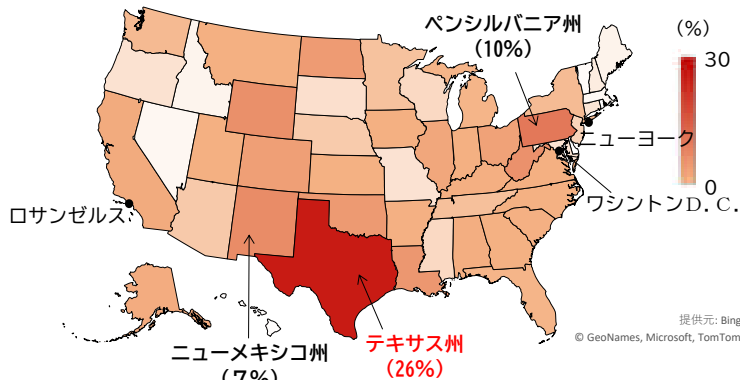 ペンシルバニア州
（10%）
（%）
30
0
ニューヨーク
ワシントンD．C．
ロサンゼルス
ニューメキシコ州
（7%）
テキサス州
（26%）
提供元: Bing
© GeoNames, Microsoft, TomTom